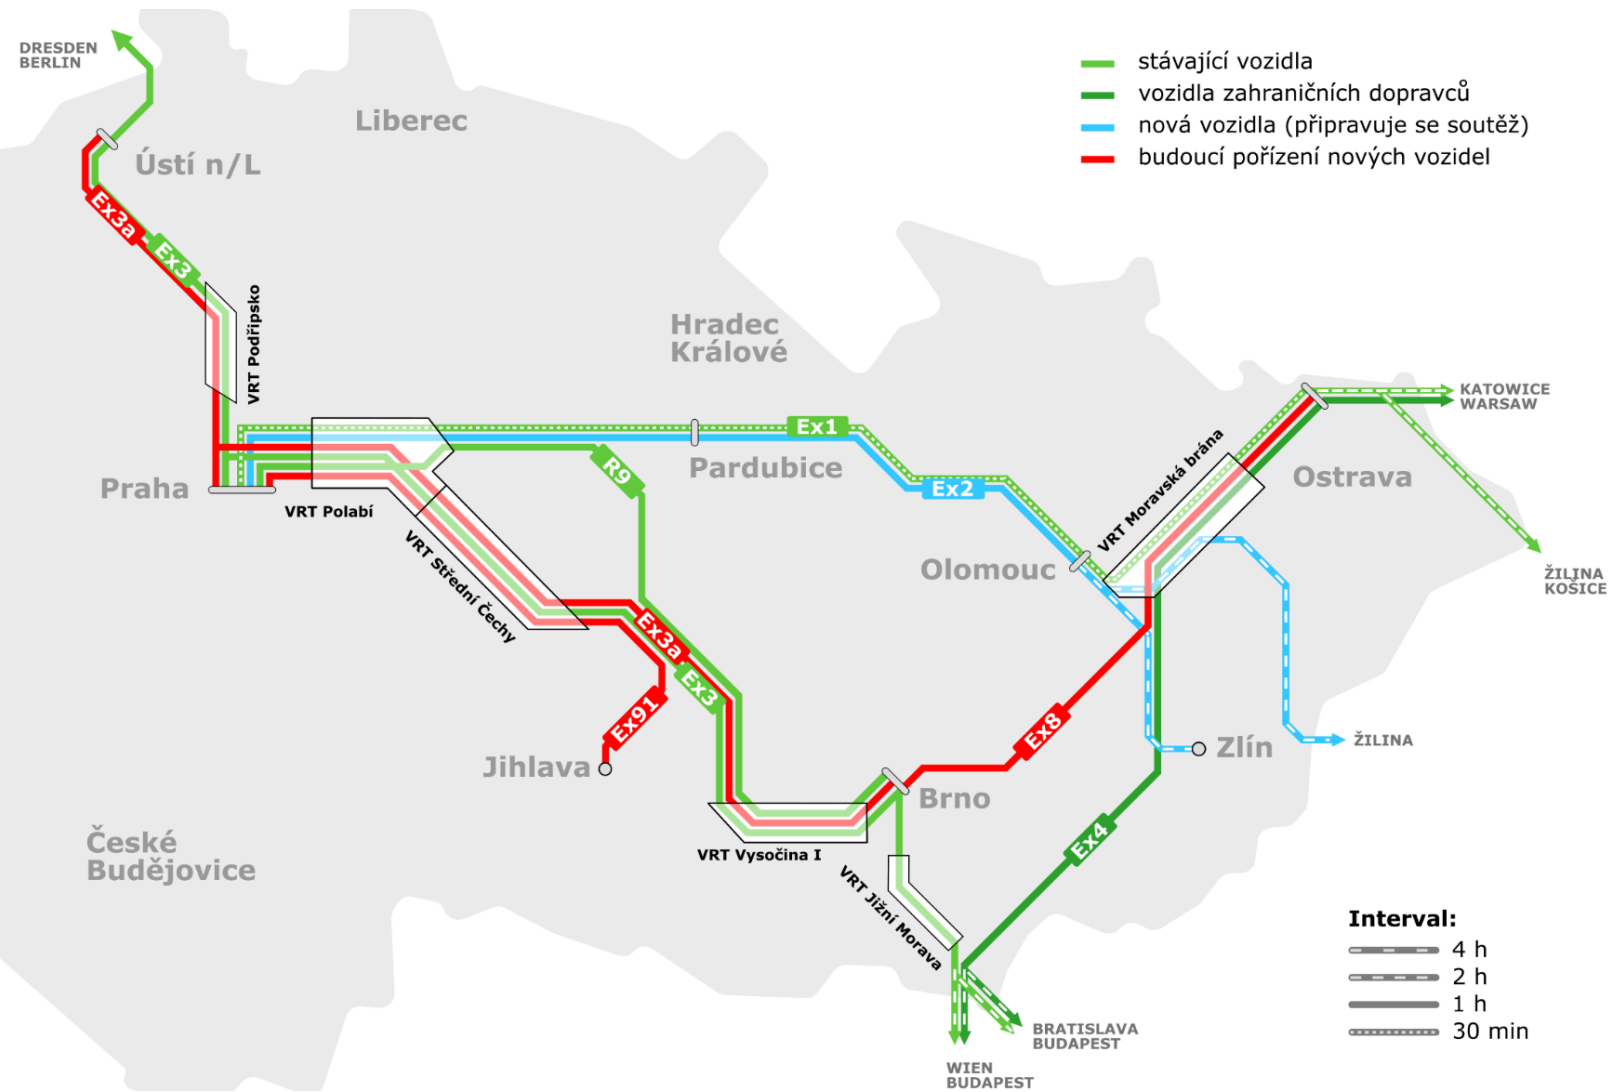 DRESDEN
BERLIN
stávající vozidla
vozidla zahraničních dopravců
nová vozidla (připravuje se soutěž)
budoucí pořízení nových vozidel
Liberec
Ústí n/L
Ex3a
Ex3
VRT Podřipsko
Hradec
Králové
KATOWICE
WARSAW
Ex1
Pardubice
R9
Ex2
VRT Moravská brána
Ostrava
Praha
VRT Polabí
VRT Střední Čechy
Olomouc
ŽILINA
KOŠICE
Ex3a
Ex3
Ex91
Ex8
Jihlava
Zlín
ŽILINA
Brno
Ex4
České
Budějovice
VRT Vysočina I
VRT Jižní Morava
Interval:
4 h
2 h
1 h
30 min
BRATISLAVA
BUDAPEST
WIEN
BUDAPEST